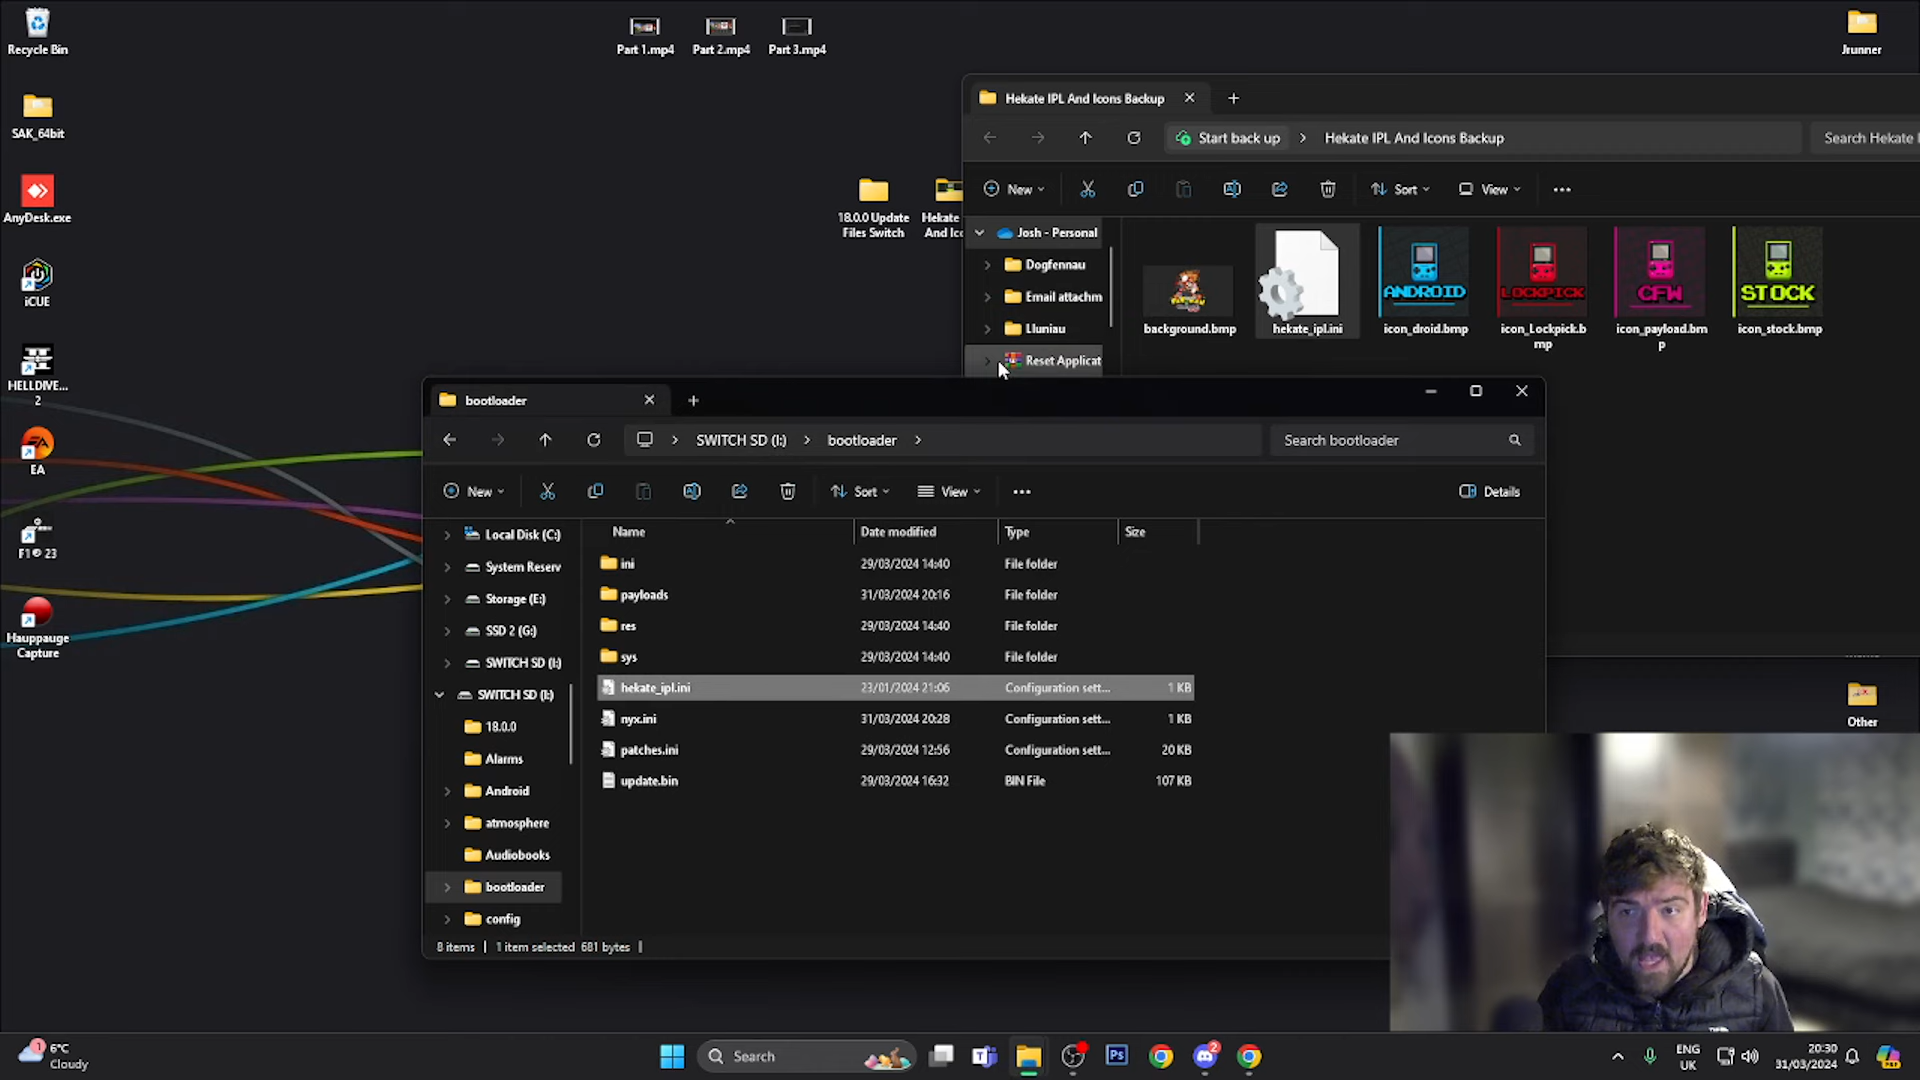 Recycle Bin
SAK_64bit
AnyDesk.exe
iCUE
HELLDIVE...
2
EA
F1® 23
Hauppauge
Capture
Part 1.mp4
Part 2.mp4
Part 3.mp4
18.0.0 Update
Files Switch
Hekate
And Ico
Jrunner
Other
Hekate IPL And Icons Backup
Start back up
Hekate IPL And Icons Backup
Search Hekate I
New
Sort
View
Josh - Personal
Dogfennau
Email attachm
Lluniau
Reset Applicat
background.bmp
hekate_ipl.ini
ANDROID
icon_droid.bmp
LOCKPICK
icon_Lockpick.b
mp
CFW
icon_payload.bm
p
STOCK
icon_stock.bmp
bootloader
SWITCH SD (I:)
bootloader
Search bootloader
New
Sort
View
Details
Local Disk (C:)
System Reserv
Storage (E:)
SSD 2 (G:)
SWITCH SD (I:)
SWITCH SD (I:)
18.0.0
Alarms
Android
atmosphere
Audiobooks
bootloader
config
Name Date modified Type Size
ini 29/03/2024 14:40 File folder
payloads 31/03/2024 20:16 File folder
res 29/03/2024 14:40 File folder
sys 29/03/2024 14:40 File folder
hekate_ipl.ini 23/01/2024 21:06 Configuration sett... 1 KB
nyx.ini 31/03/2024 20:28 Configuration sett... 1 KB
patches.ini 29/03/2024 12:56 Configuration sett... 20 KB
update.bin 29/03/2024 16:32 BIN File 107 KB
8 items 1 item selected 681 bytes
1
6°C
Cloudy
Search
Ps
2
ENG
UK
20:30
31/03/2024